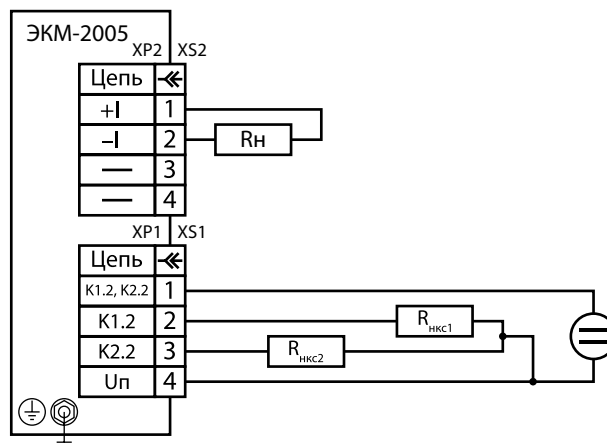 ЭКМ-2005
XP2 XS2
Цепь
+I 1
–I 2 Rн
— 3
— 4
XP1 XS1
Цепь
K1.2, K2.2 1
K1.2 2 Rнкс1
K2.2 3 Rнкс2
Uп 4